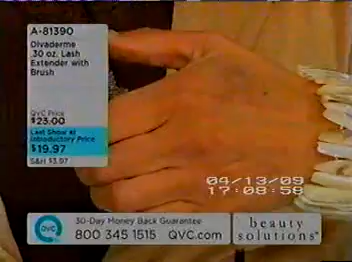 A-81390
Divaderme
.30 oz. Lash
Extender with
Brush
QVC Price
$23.00
Last Show at
Introductory Price
$19.97
S&H $3.97
04/13/09
17:08:58
30-Day Money Back Guarantee
QVC
800 345 1515 QVC.com
beauty
solutions